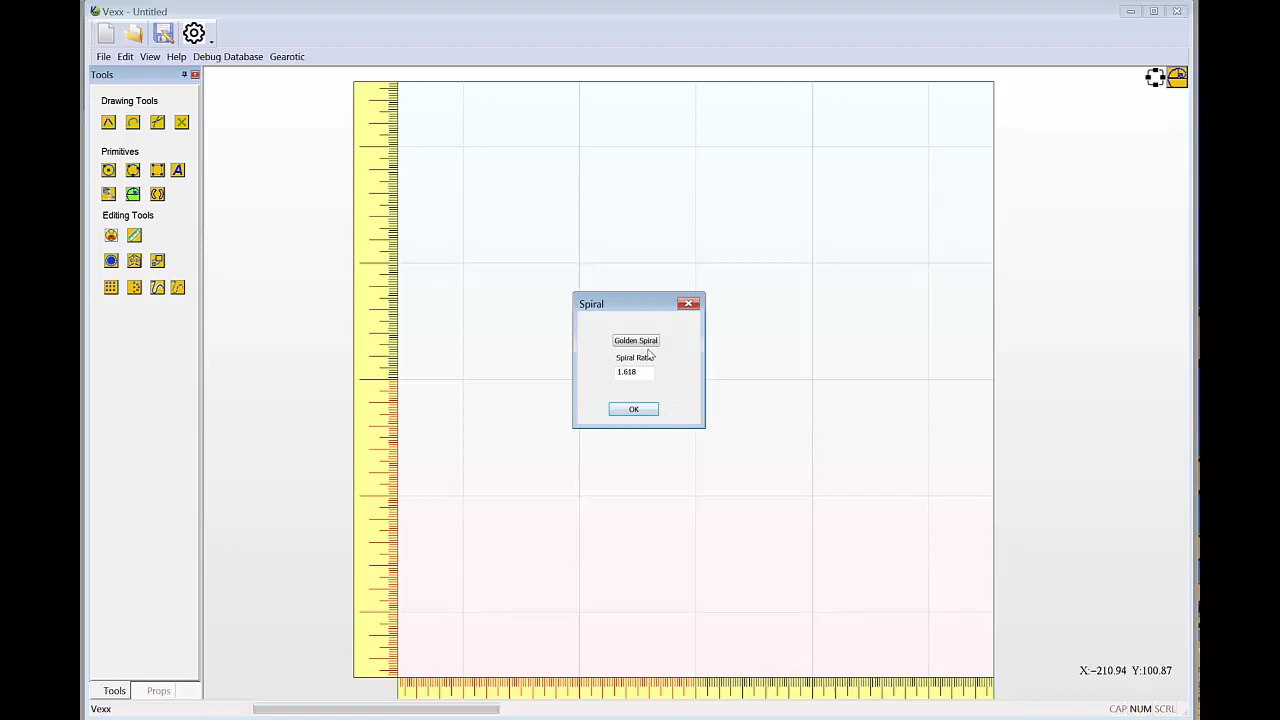 Vexx - Untitled
File Edit View Help Debug Database Gearotic
Tools
Drawing Tools
Primitives
A
Editing Tools
Spiral
Golden Spiral
Spiral Ratio
1.618
OK
X:-210.94 Y:100.87
Tools Props
Vexx
CAP NUM SCRL